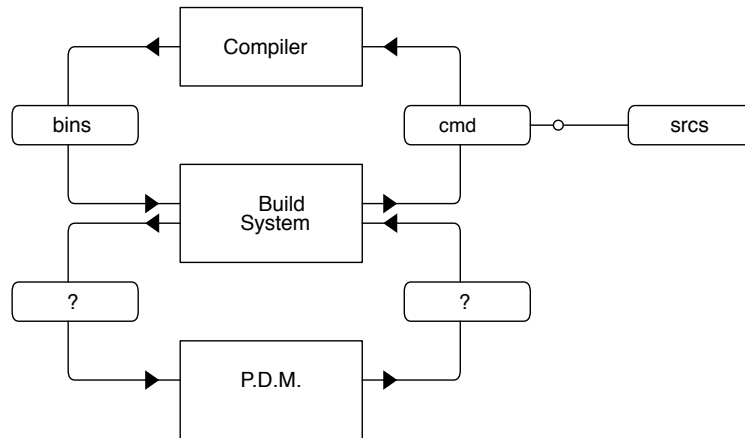 Compiler
bins
cmd
srcs
Build
System
?
?
P.D.M.